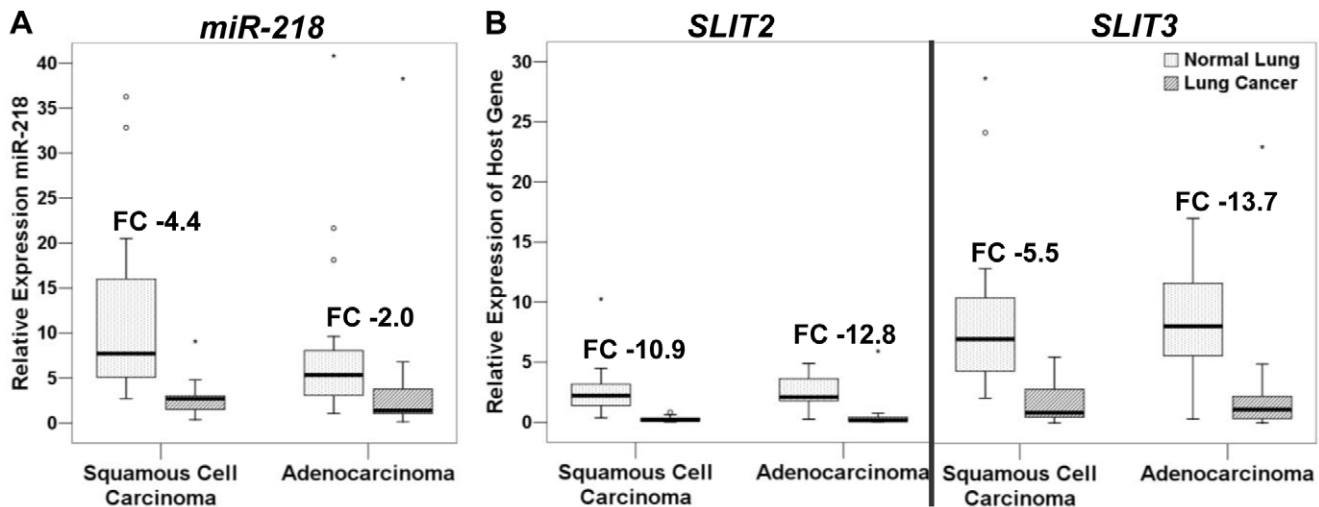 A
miR-218
Relative Expression miR-218
40
35
30
25
20
15
10
5
0
FC -4.4
FC -2.0
Squamous Cell
Carcinoma
Adenocarcinoma
B
SLIT2
SLIT3
Relative Expression of Host Gene
30
25
20
15
10
5
0
Normal Lung
Lung Cancer
FC -10.9
FC -12.8
FC -5.5
FC -13.7
Squamous Cell
Carcinoma
Adenocarcinoma
Squamous Cell
Carcinoma
Adenocarcinoma